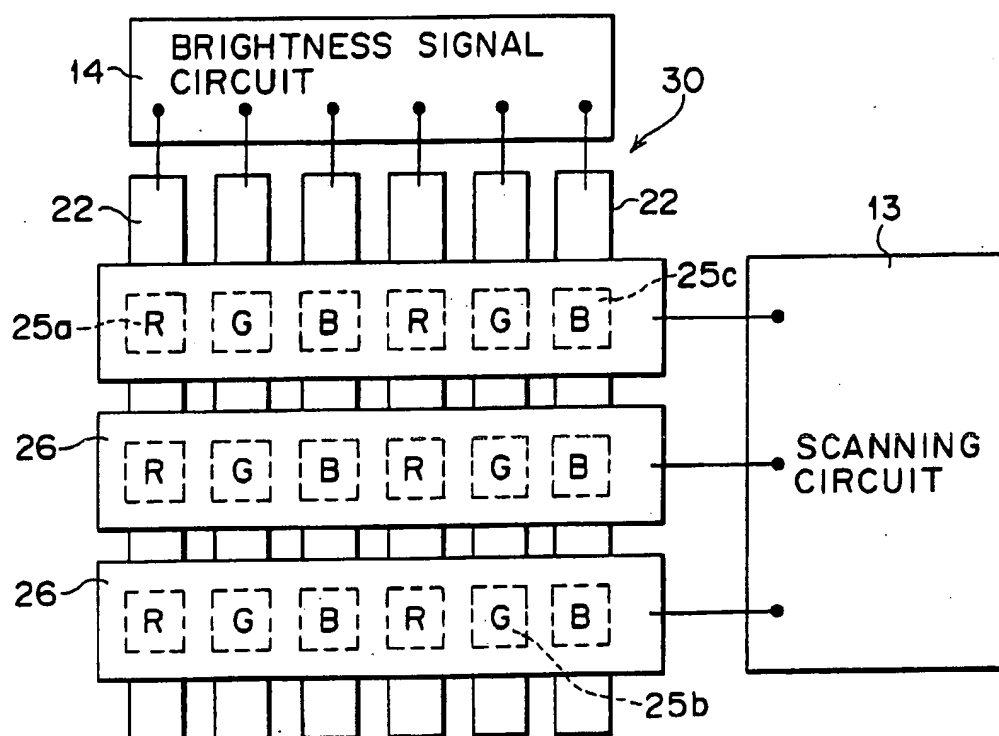 BRIGHTNESS SIGNAL
CIRCUIT
14
30
22
22
13
25c
25a
R G B R G B
26
R G B R G B
SCANNING
CIRCUIT
26
R G B R G B
25b